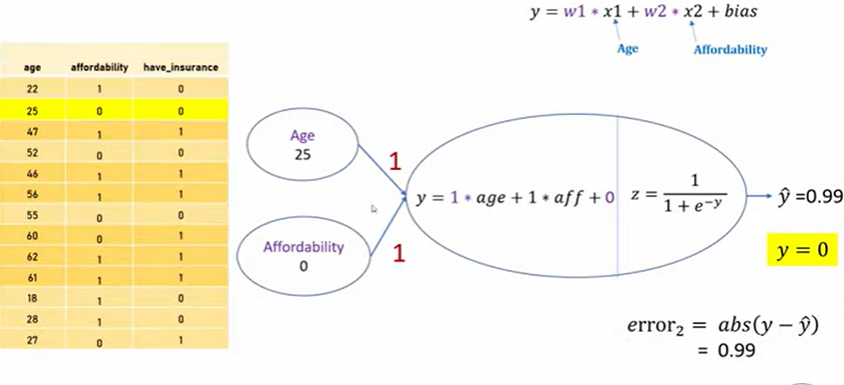 y = w1 * x1 + w2 * x2 + bias
Age
Affordability
age affordability have_insurance
22 1 0
25 0 0
47 1 1
52 0 0
46 1 1
56 1 1
55 0 0
60 0 1
62 1 1
61 1 1
18 1 0
28 1 0
27 0 1
Age
25
1
Affordability
0
1
y = 1 * age + 1 * aff + 0
z = 1 / 1 + e^−y
ŷ =0.99
y = 0
error₂ = abs(y − ŷ)
= 0.99